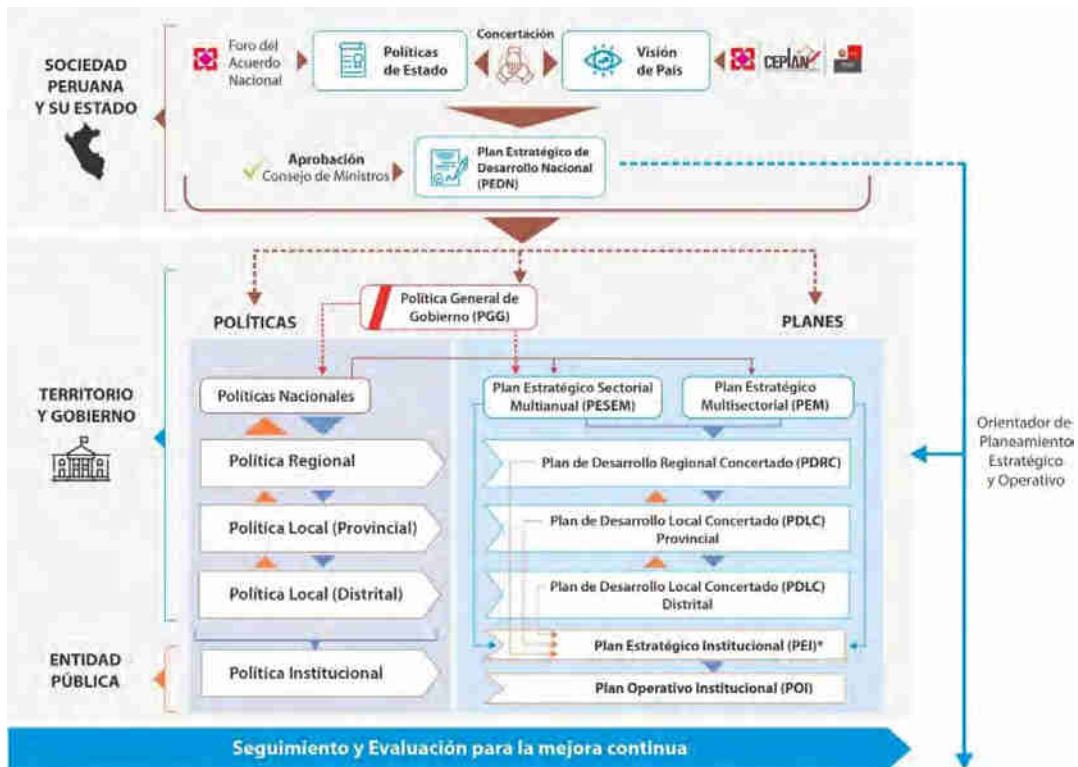 SOCIEDAD
PERUANA
Y SU ESTADO
Foro del
Acuerdo
Nacional
Políticas
de Estado
Concertación
Visión
de País
CEPLAN
Aprobación
Consejo de Ministros
Plan Estratégico de
Desarrollo Nacional
(PEDN)
POLÍTICAS
Política General de
Gobierno (PGG)
PLANES
TERRITORIO
Y GOBIERNO
Políticas Nacionales
Política Regional
Política Local (Provincial)
Política Local (Distrital)
Plan Estratégico Sectorial
Multianual (PESEM)
Plan Estratégico
Multisectorial (PEM)
Plan de Desarrollo Regional Concertado (PDRC)
Plan de Desarrollo Local Concertado (PDLC)
Provincial
Plan de Desarrollo Local Concertado (PDLC)
Distrital
Orientador de
Planeamiento
Estratégico
y Operativo
ENTIDAD
PÚBLICA
Política Institucional
Plan Estratégico Institucional (PEI)*
Plan Operativo Institucional (POI)
Seguimiento y Evaluación para la mejora continua